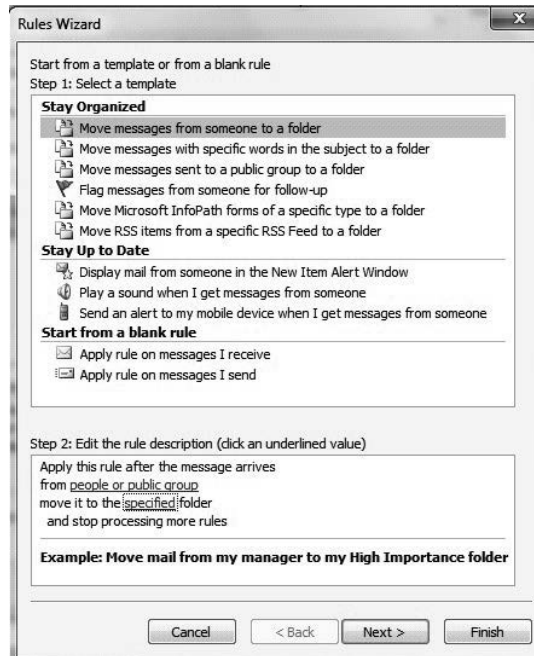 Rules Wizard
X
Start from a template or from a blank rule
Step 1: Select a template
Stay Organized
Move messages from someone to a folder
Move messages with specific words in the subject to a folder
Move messages sent to a public group to a folder
Flag messages from someone for follow-up
Move Microsoft InfoPath forms of a specific type to a folder
Move RSS items from a specific RSS Feed to a folder
Stay Up to Date
Display mail from someone in the New Item Alert Window
Play a sound when I get messages from someone
Send an alert to my mobile device when I get messages from someone
Start from a blank rule
Apply rule on messages I receive
Apply rule on messages I send
Step 2: Edit the rule description (click an underlined value)
Apply this rule after the message arrives
from people or public group
move it to the specified folder
and stop processing more rules
Example: Move mail from my manager to my High Importance folder
Cancel < Back Next > Finish